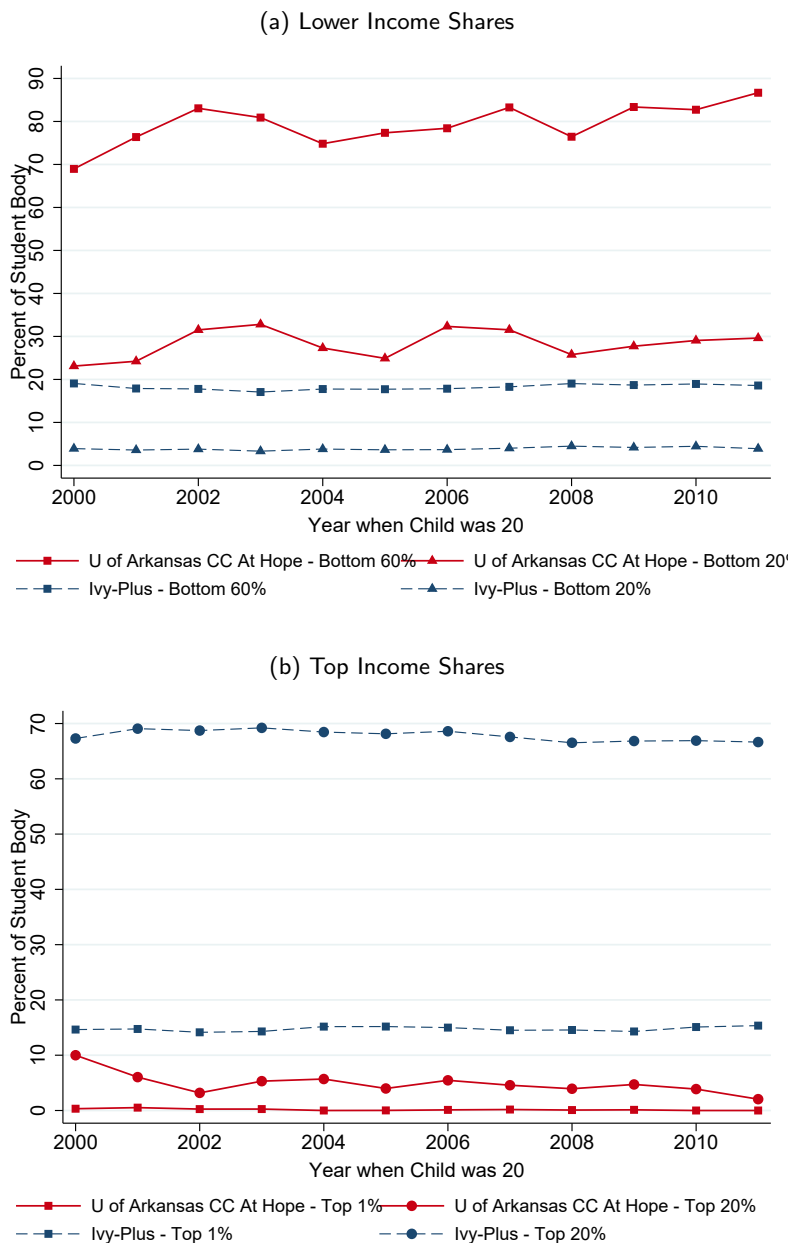 (a) Lower Income Shares
Percent of Student Body
90
80
70
60
50
40
30
20
10
0
2000 2002 2004 2006 2008 2010
Year when Child was 20
U of Arkansas CC At Hope - Bottom 60% U of Arkansas CC At Hope - Bottom 20%
Ivy-Plus - Bottom 60% Ivy-Plus - Bottom 20%
(b) Top Income Shares
Percent of Student Body
70
60
50
40
30
20
10
0
2000 2002 2004 2006 2008 2010
Year when Child was 20
U of Arkansas CC At Hope - Top 1% U of Arkansas CC At Hope - Top 20%
Ivy-Plus - Top 1% Ivy-Plus - Top 20%